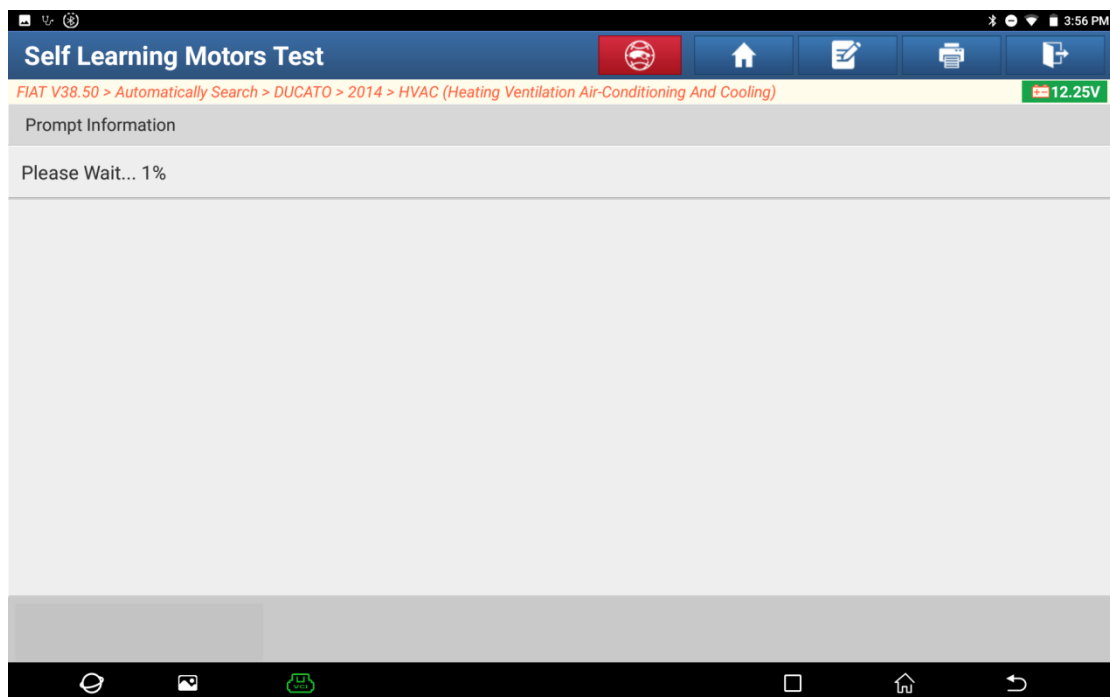 3:56 PM
Self Learning Motors Test
FIAT V38.50 > Automatically Search > DUCATO > 2014 > HVAC (Heating Ventilation Air-Conditioning And Cooling)
12.25V
Prompt Information
Please Wait... 1%
VCI